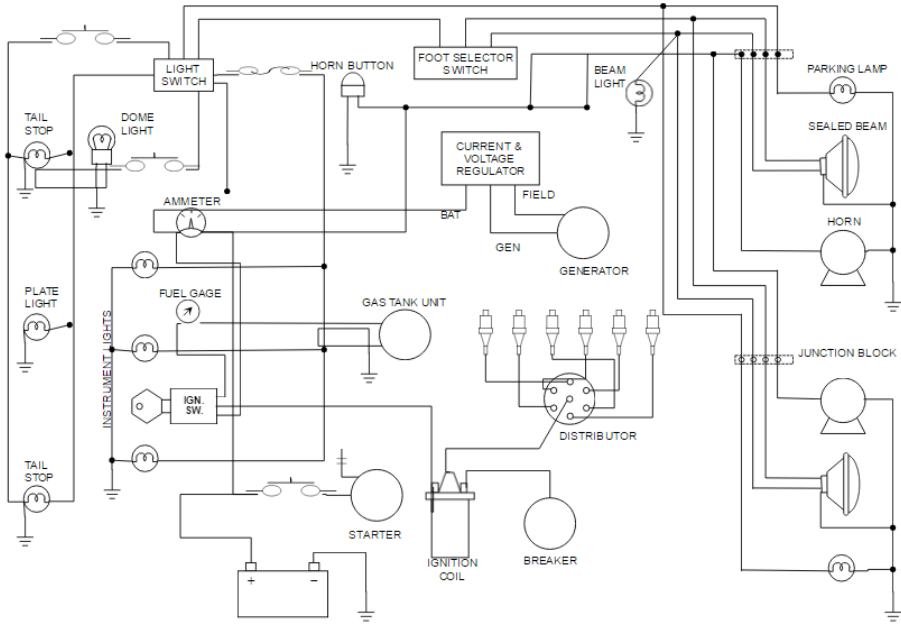 LIGHT
SWITCH
HORN BUTTON
FOOT SELECTOR
SWITCH
BEAM
LIGHT
PARKING LAMP
TAIL
STOP
DOME
LIGHT
SEALED BEAM
CURRENT &
VOLTAGE
REGULATOR
FIELD
AMMETER
BAT
GEN
GENERATOR
HORN
PLATE
LIGHT
FUEL GAGE
GAS TANK UNIT
INSTRUMENT LIGHTS
JUNCTION BLOCK
IGN.
SW.
DISTRIBUTOR
TAIL
STOP
STARTER
IGNITION
COIL
BREAKER
+ −